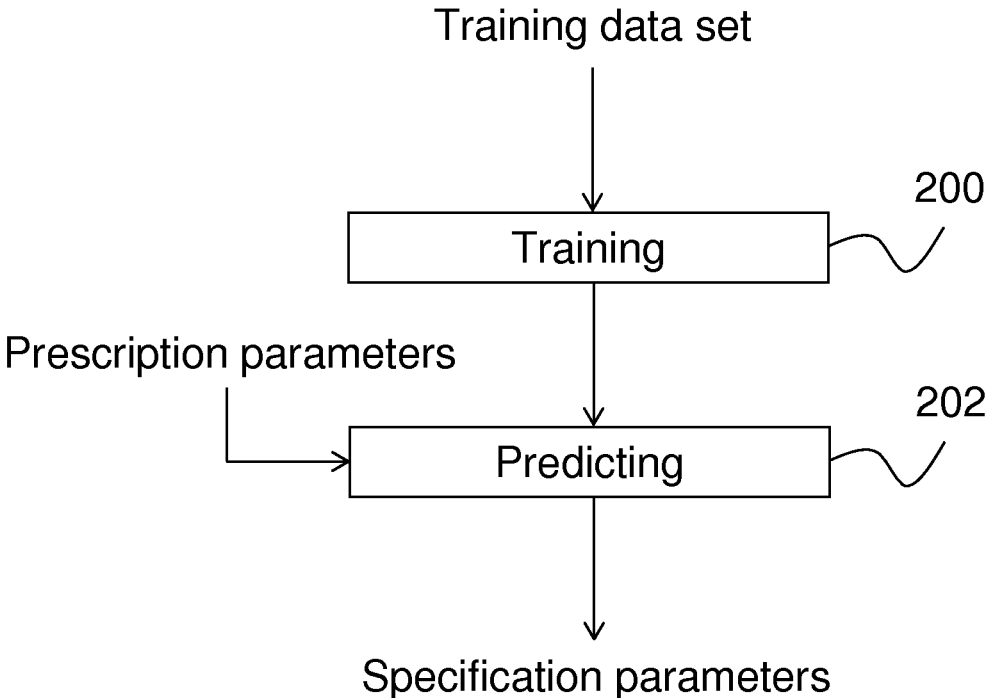 Training data set
200
Training
Prescription parameters
202
Predicting
Specification parameters